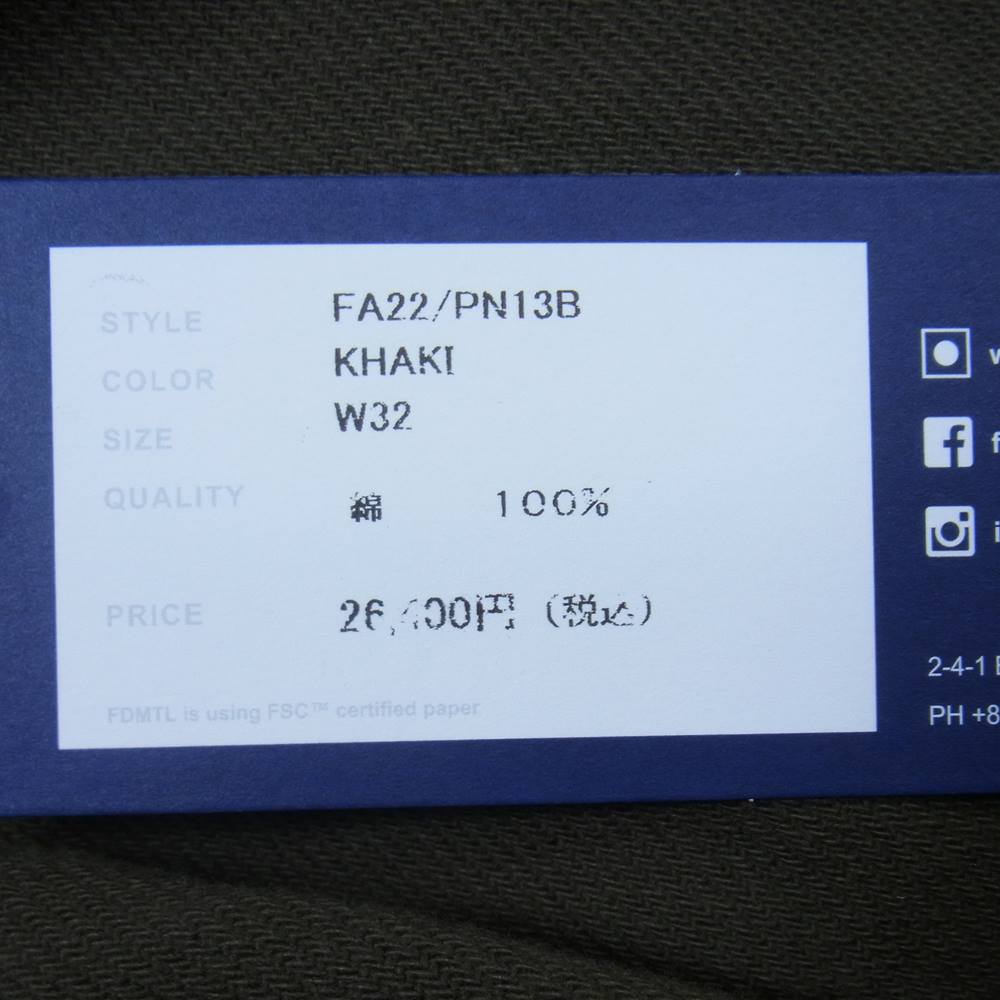 STYLE FA22/PN13B
COLOR KHAKI
SIZE W32
QUALITY 綿 100%
PRICE 26,400円 (税込)
FDMTL is using FSC™ certified paper
w
f
i
2-4-1
PH +8